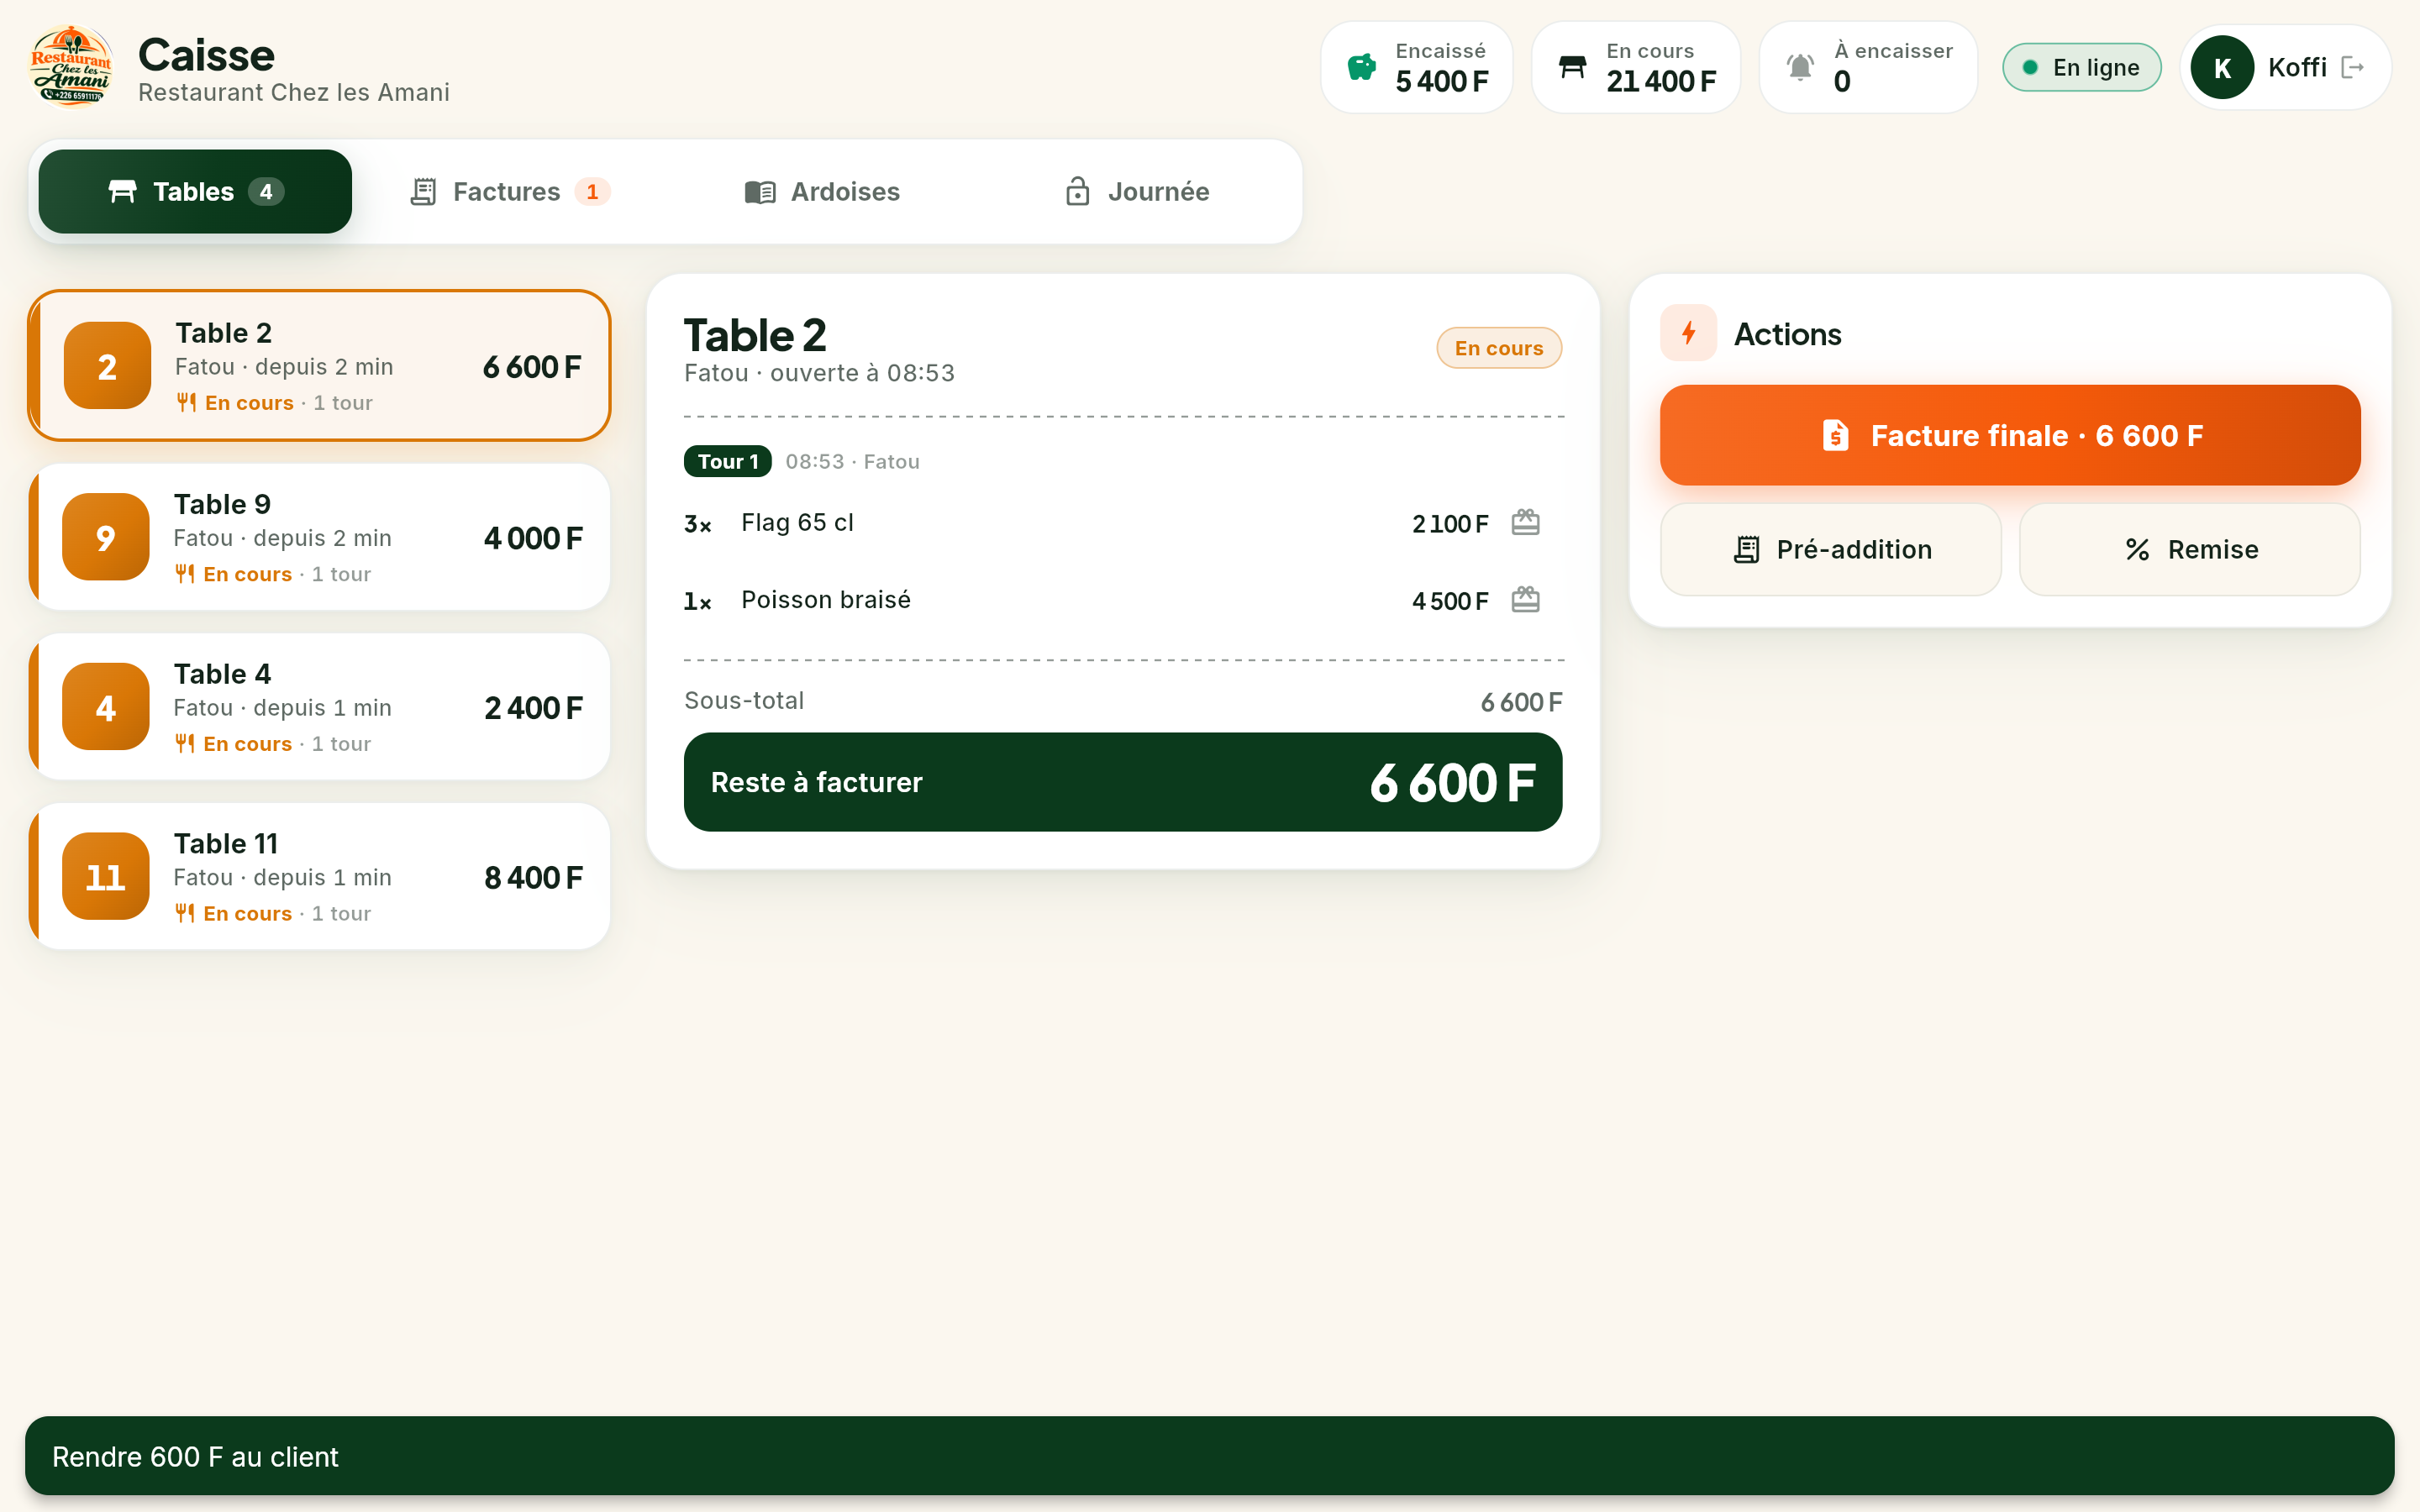 Restaurant
Chez les
Amani
+226 65911179
Caisse
Restaurant Chez les Amani
Encaissé
5 400 F
En cours
21 400 F
À encaisser
0
En ligne
K
Koffi
Tables 4
Factures 1
Ardoises
Journée
2
Table 2
Fatou · depuis 2 min
En cours · 1 tour
6 600 F
9
Table 9
Fatou · depuis 2 min
En cours · 1 tour
4 000 F
4
Table 4
Fatou · depuis 1 min
En cours · 1 tour
2 400 F
11
Table 11
Fatou · depuis 1 min
En cours · 1 tour
8 400 F
Table 2
Fatou · ouverte à 08:53
En cours
Tour 1 08:53 · Fatou
3× Flag 65 cl 2 100 F
1× Poisson braisé 4 500 F
Sous-total 6 600 F
Reste à facturer 6 600 F
Actions
Facture finale · 6 600 F
Pré-addition
Remise
Rendre 600 F au client